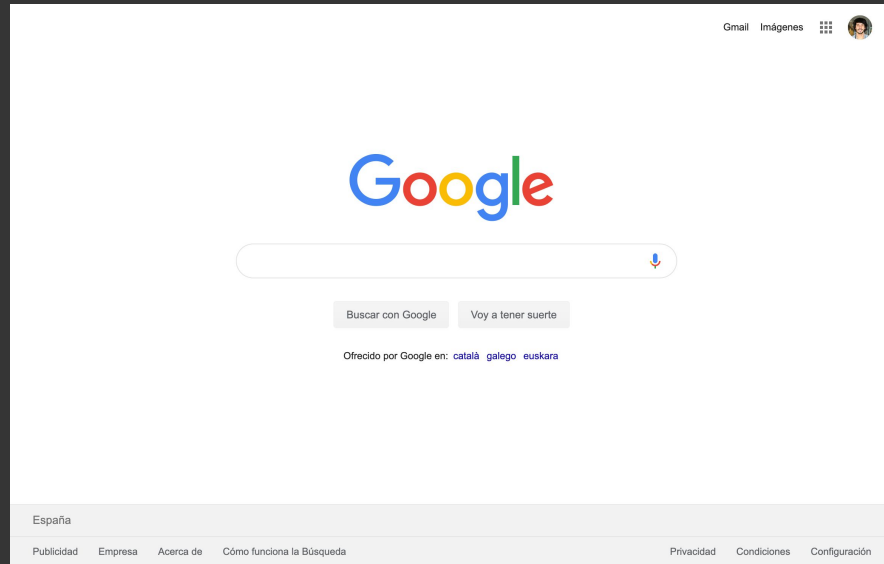 Gmail Imágenes
Google
Buscar con Google Voy a tener suerte
Ofrecido por Google en: català galego euskara
España
Publicidad Empresa Acerca de Cómo funciona la Búsqueda Privacidad Condiciones Configuración